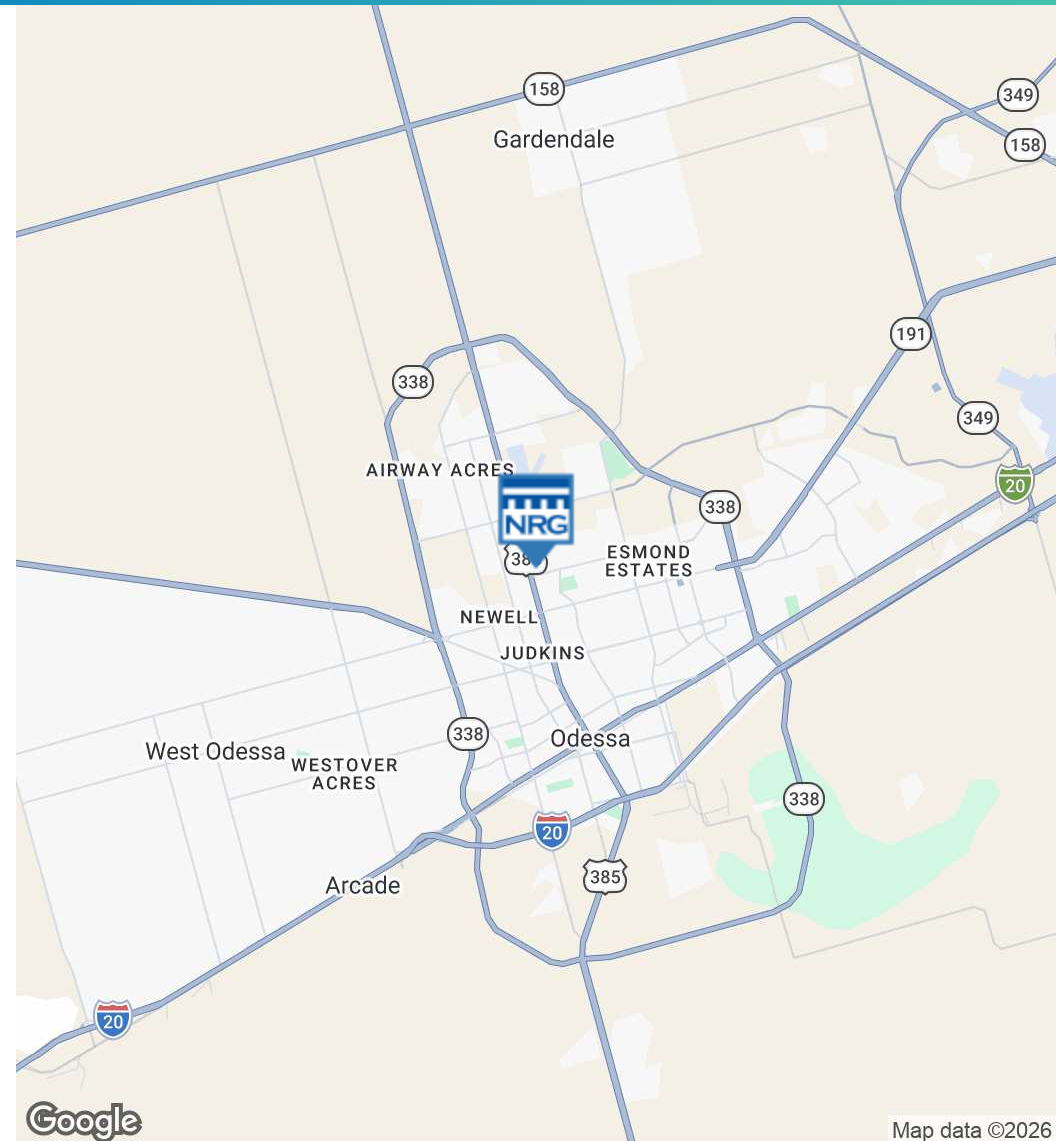 158
349
Gardendale
158
191
338
349
AIRWAY ACRES
20
338
NRG
ESMOND
ESTATES
NEWELL
JUDKINS
338
Odessa
West Odessa
WESTOVER
ACRES
338
20
385
Arcade
20
Google
Map data ©2026